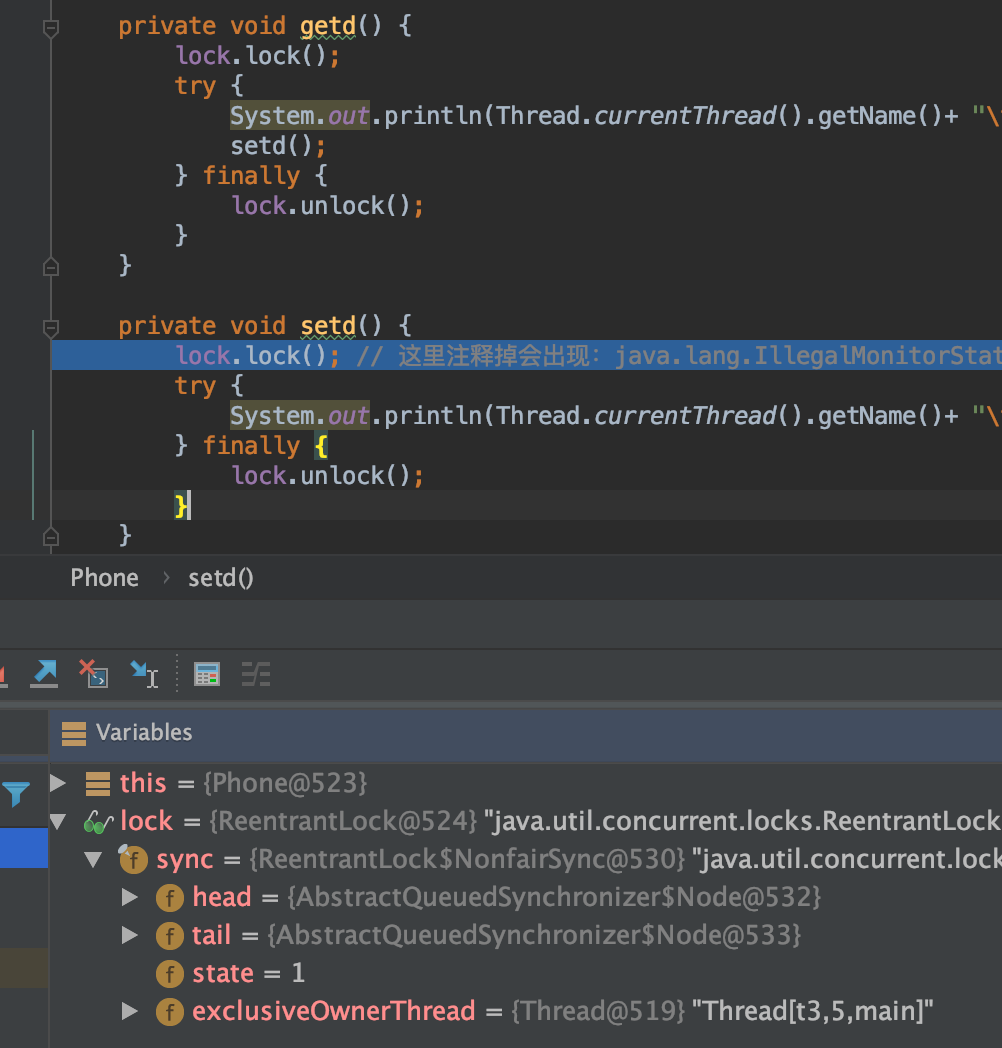 private void getd() {
lock.lock();
try {
System.out.println(Thread.currentThread().getName()+ "\
setd();
} finally {
lock.unlock();
}
}
private void setd() {
lock.lock(); // 这里注释掉会出现: java.lang.IllegalMonitorStat
try {
System.out.println(Thread.currentThread().getName()+ "\
} finally {
lock.unlock();
}
}
Phone › setd()
Variables
this = {Phone@523}
lock = {ReentrantLock@524} "java.util.concurrent.locks.ReentrantLock
f sync = {ReentrantLock$NonfairSync@530} "java.util.concurrent.lock
f head = {AbstractQueuedSynchronizer$Node@532}
f tail = {AbstractQueuedSynchronizer$Node@533}
f state = 1
f exclusiveOwnerThread = {Thread@519} "Thread[t3,5,main]"